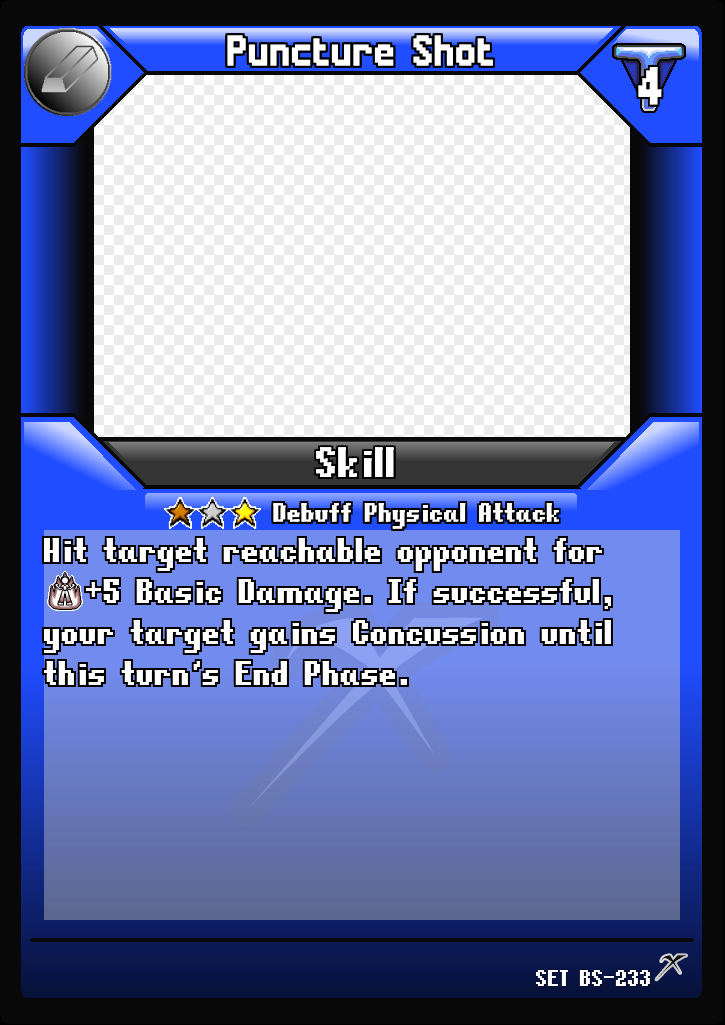 Puncture Shot
4
Skill
Debuff Physical Attack
Hit target reachable opponent for
+5 Basic Damage. If successful,
your target gains Concussion until
this turn's End Phase.
SET BS-233